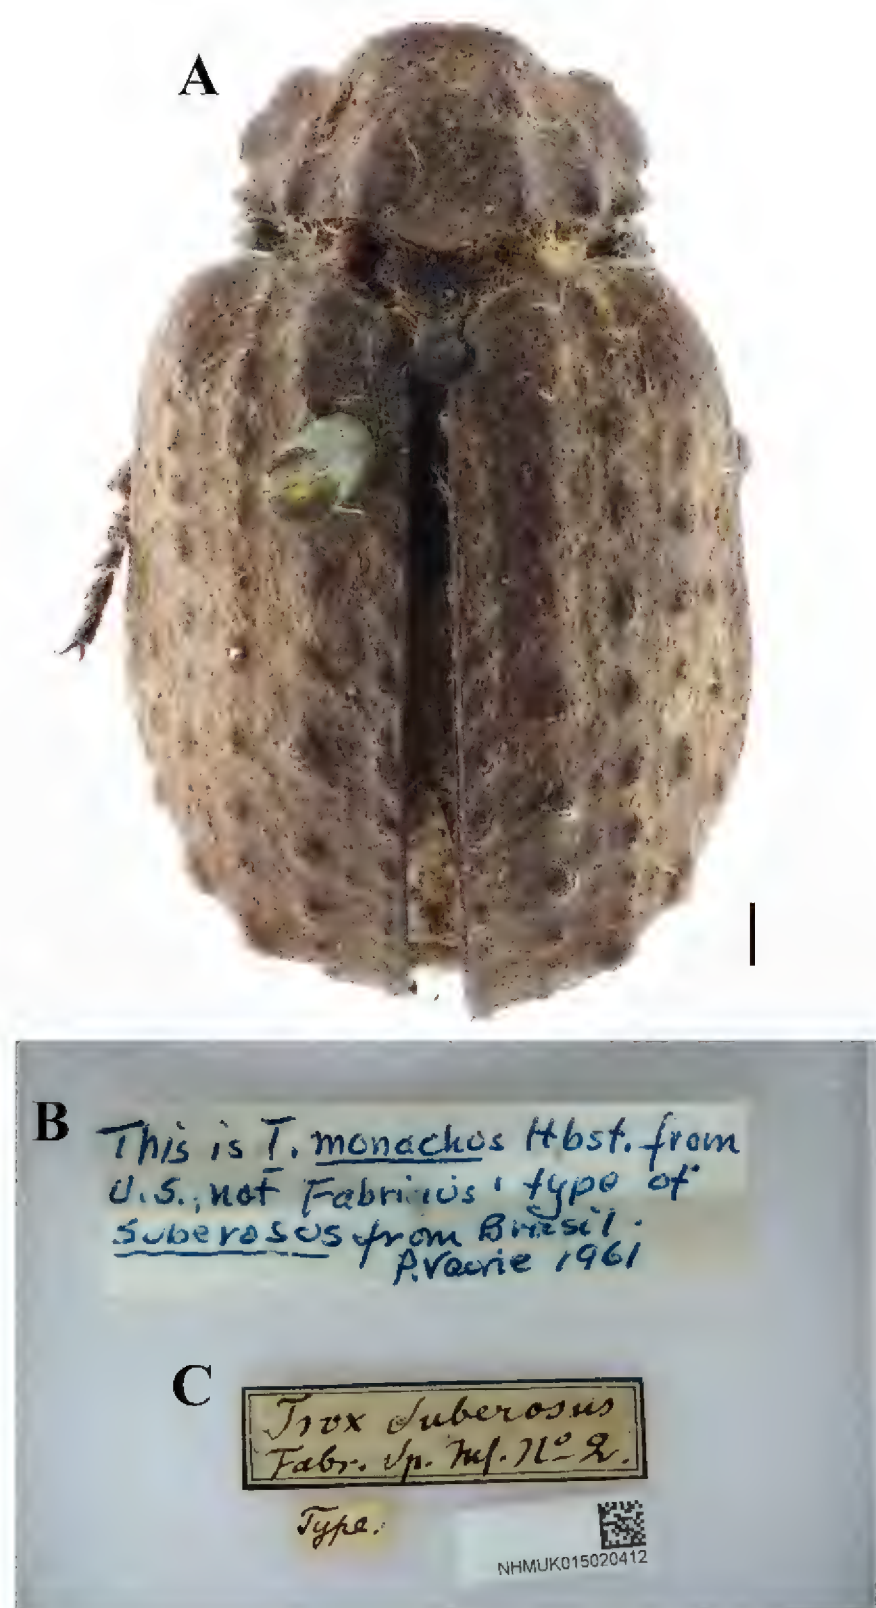 A
B
This is T. monachus Hbst. from
U.S., not Fabricius' type of
suberosus from Brasil.
P. Vaurie 1961
C
Trox suberosus
Fabr. Sp. Inf. No 2.
Type.
NHMUK015020412